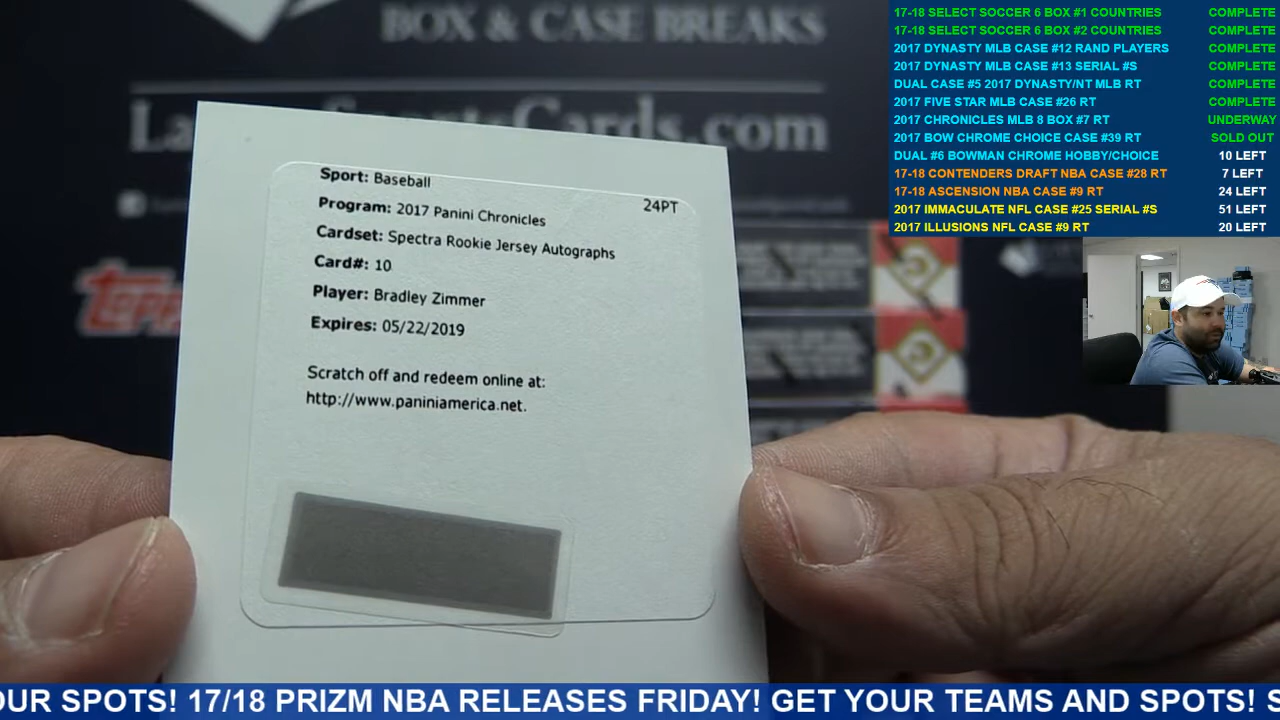 BOX & CASE BREAKS
17-18 SELECT SOCCER 6 BOX #1 COUNTRIES COMPLETE
17-18 SELECT SOCCER 6 BOX #2 COUNTRIES COMPLETE
2017 DYNASTY MLB CASE #12 RAND PLAYERS COMPLETE
2017 DYNASTY MLB CASE #13 SERIAL #S COMPLETE
DUAL CASE #5 2017 DYNASTY/NT MLB RT COMPLETE
2017 FIVE STAR MLB CASE #26 RT COMPLETE
2017 CHRONICLES MLB 8 BOX #7 RT UNDERWAY
2017 BOW CHROME CHOICE CASE #39 RT SOLD OUT
DUAL #6 BOWMAN CHROME HOBBY/CHOICE 10 LEFT
17-18 CONTENDERS DRAFT NBA CASE #28 RT 7 LEFT
17-18 ASCENSION NBA CASE #9 RT 24 LEFT
2017 IMMACULATE NFL CASE #25 SERIAL #S 51 LEFT
2017 ILLUSIONS NFL CASE #9 RT 20 LEFT
Sport: Baseball
24PT
Program: 2017 Panini Chronicles
Cardset: Spectra Rookie Jersey Autographs
Card#: 10
Player: Bradley Zimmer
Expires: 05/22/2019
Scratch off and redeem online at:
http://www.paniniamerica.net.
OUR SPOTS! 17/18 PRIZM NBA RELEASES FRIDAY! GET YOUR TEAMS AND SPOTS! S